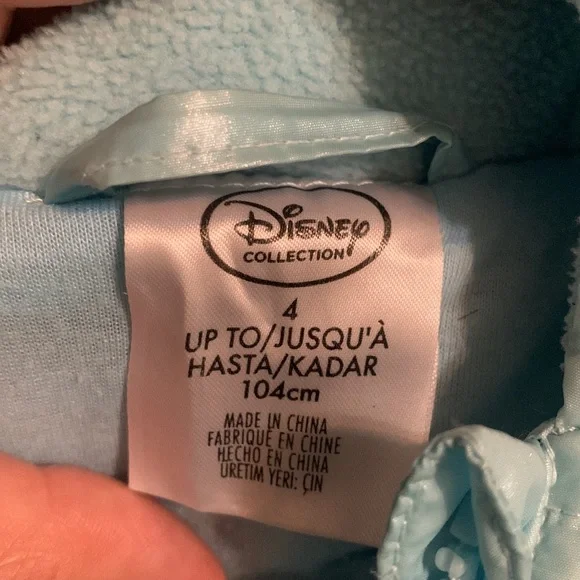 Disney
COLLECTION
4
UP TO/JUSQU'À
HASTA/KADAR
104cm
MADE IN CHINA
FABRIQUÉ EN CHINE
HECHO EN CHINA
ÜRETIM YERİ: ÇIN